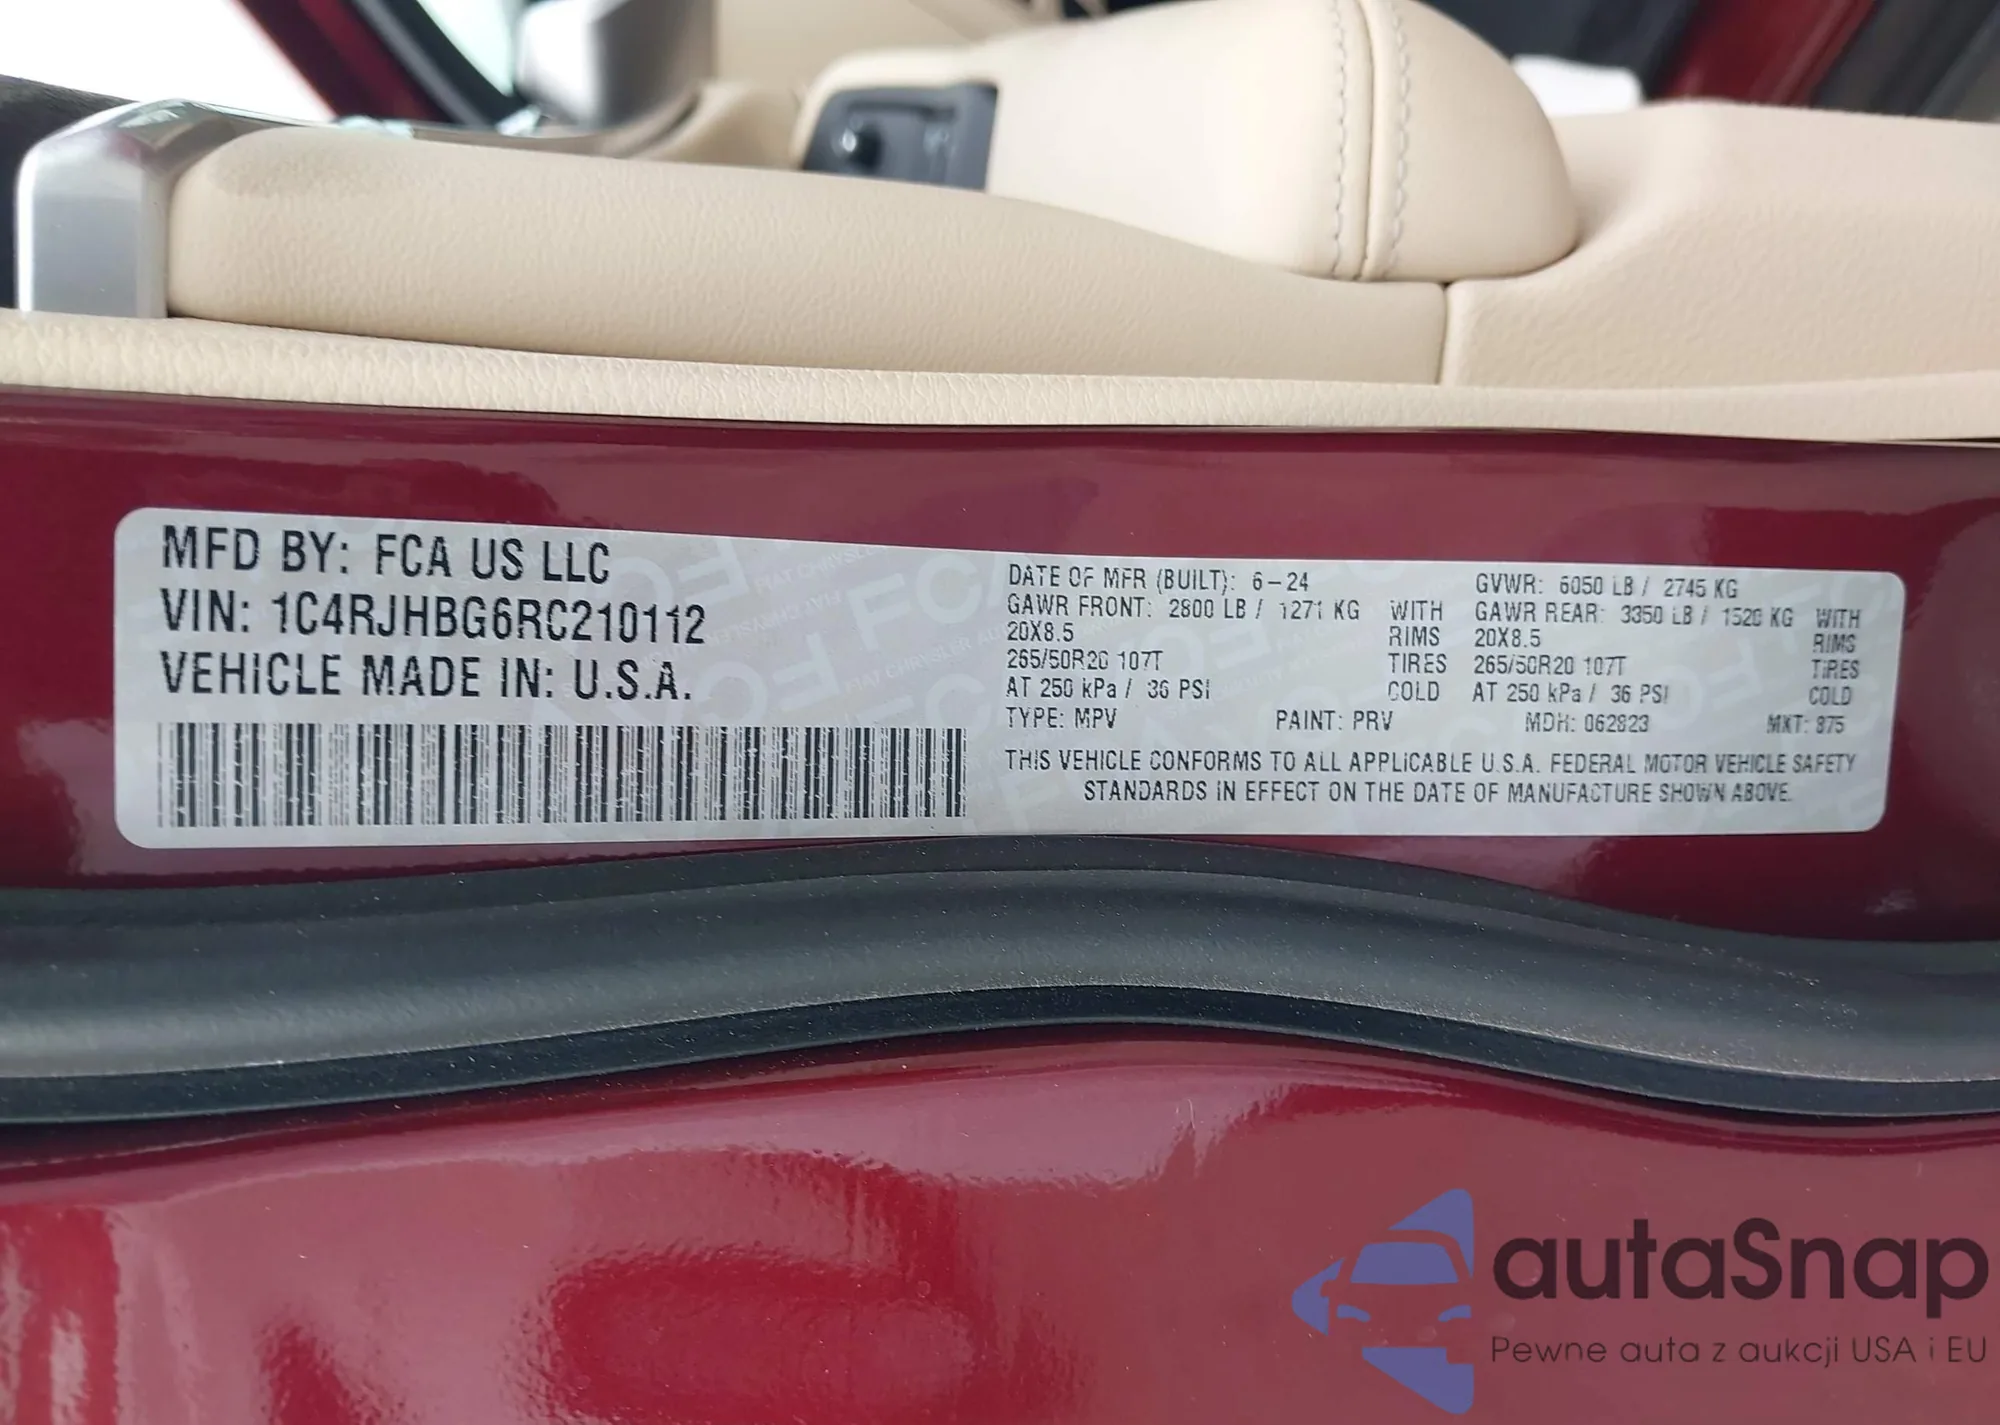 MFD BY: FCA US LLC
VIN: 1C4RJHBG6RC210112
VEHICLE MADE IN: U.S.A.
DATE OF MFR (BUILT): 6-24 GVWR: 6050 LB / 2745 KG
GAWR FRONT: 2800 LB / 1271 KG WITH GAWR REAR: 3350 LB / 1520 KG WITH
20X8.5 RIMS 20X8.5 RIMS
265/50R20 107T TIRES 265/50R20 107T TIRES
AT 250 kPa / 36 PSI COLD AT 250 kPa / 36 PSI COLD
TYPE: MPV PAINT: PRV MDH: 062823 MKT: 875
THIS VEHICLE CONFORMS TO ALL APPLICABLE U.S.A. FEDERAL MOTOR VEHICLE SAFETY
STANDARDS IN EFFECT ON THE DATE OF MANUFACTURE SHOWN ABOVE.
autaSnap
Pewne auta z aukcji USA i EU